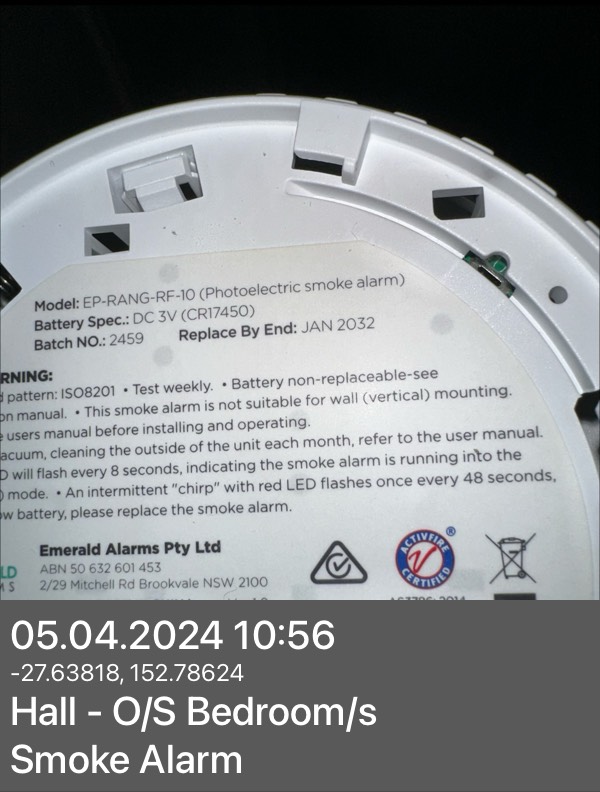 Model: EP-RANG-RF-10 (Photoelectric smoke alarm)
Battery Spec.: DC 3V (CR17450)
Batch NO.: 2459 Replace By End: JAN 2032
RNING:
d pattern: ISO8201 • Test weekly. • Battery non-replaceable-see
on manual. • This smoke alarm is not suitable for wall (vertical) mounting.
e users manual before installing and operating.
acuum, cleaning the outside of the unit each month, refer to the user manual.
D will flash every 8 seconds, indicating the smoke alarm is running into the
) mode. • An intermittent "chirp" with red LED flashes once every 48 seconds,
ow battery, please replace the smoke alarm.
Emerald Alarms Pty Ltd
ABN 50 632 601 453
2/29 Mitchell Rd Brookvale NSW 2100
LD
M S
ACTIVFIRE
CERTIFIED
®
05.04.2024 10:56
-27.63818, 152.78624
Hall - O/S Bedroom/s
Smoke Alarm